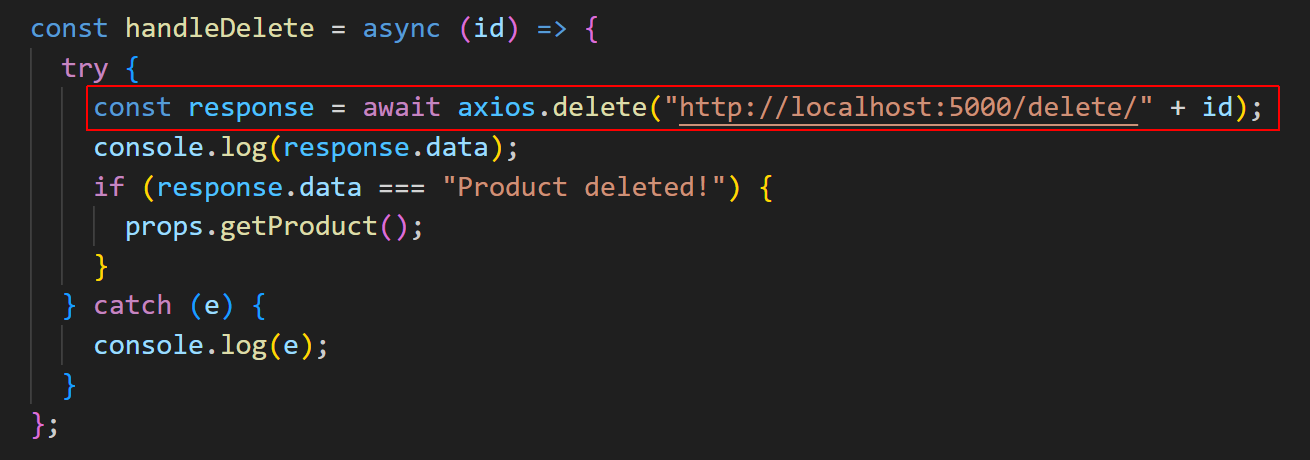 const handleDelete = async (id) => {
  try {
    const response = await axios.delete("http://localhost:5000/delete/" + id);
    console.log(response.data);
    if (response.data === "Product deleted!") {
      props.getProduct();
    }
  } catch (e) {
    console.log(e);
  }
};